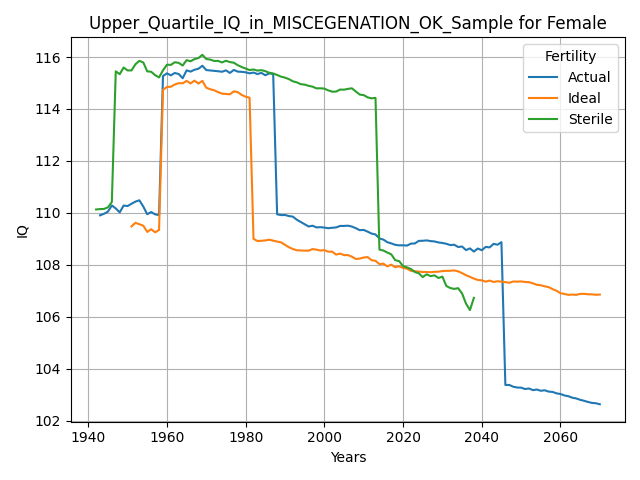 Upper_Quartile_IQ_in_MISCEGENATION_OK_Sample for Female
Fertility
Actual
Ideal
Sterile
IQ
116
114
112
110
108
106
104
102
1940 1960 1980 2000 2020 2040 2060
Years